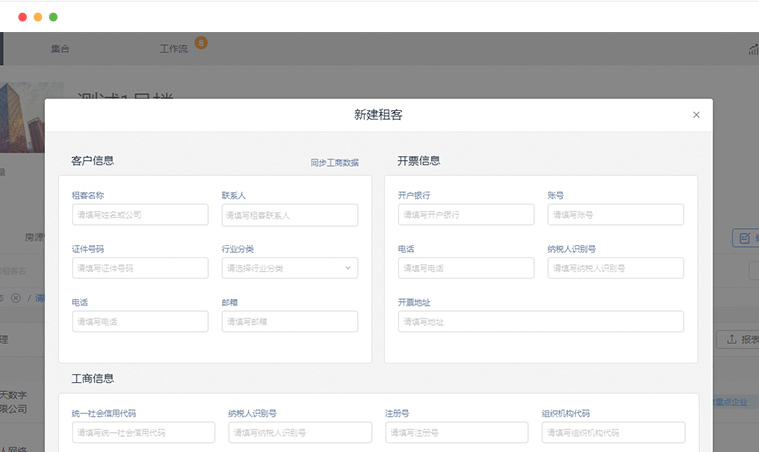 集合 工作流 6
新建租客 ×
客户信息 同步工商数据 开票信息
租客名称 联系人 开户银行 账号
请填写姓名或公司 请填写租客联系人 请填写开户银行 请填写账号
房源
证件号码 行业分类 电话 纳税人识别号
请填写证件号码 请选择行业分类 请填写电话 请填写纳税人识别号
电话 邮箱 开票地址
请填写电话 请填写邮箱 请填写地址
理 报表
工商信息
天数字
限公司
重点企业
统一社会信用代码 纳税人识别号 注册号 组织机构代码
请填写统一社会信用代码 请填写纳税人识别号 请填写注册号 请填写组织机构代码